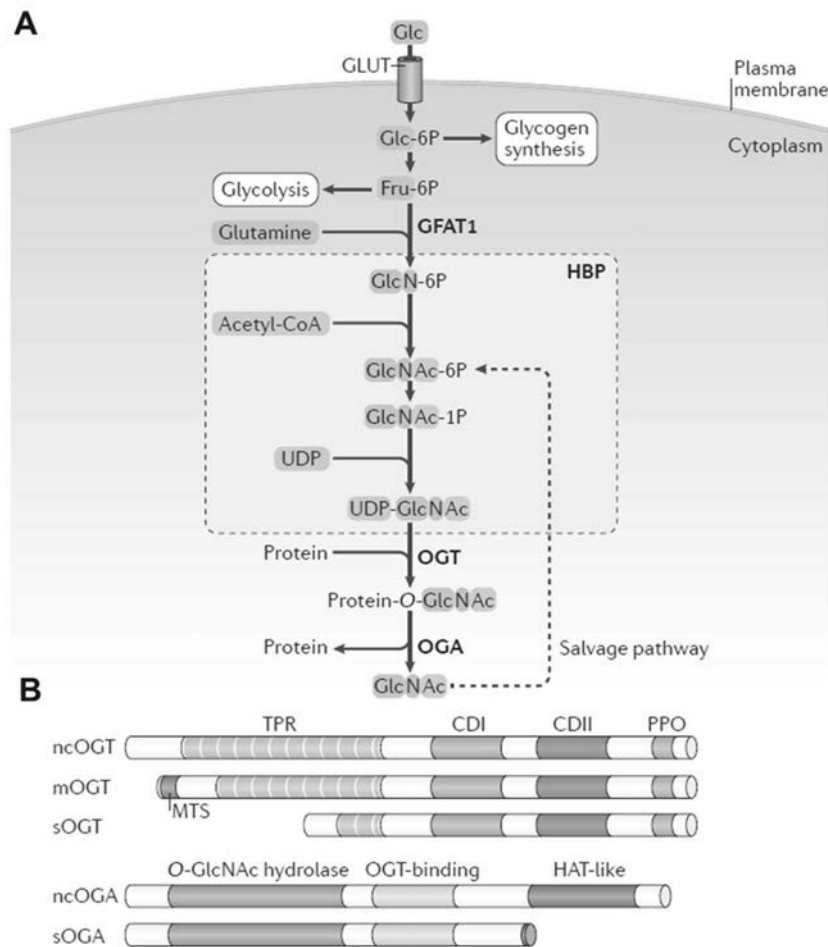 A
Glc
GLUT
Plasma
membrane
Glc-6P
Glycogen
synthesis
Cytoplasm
Glycolysis
Fru-6P
Glutamine
GFAT1
HBP
GlcN-6P
Acetyl-CoA
GlcNAc-6P
GlcNAc-1P
UDP
UDP-GlcNAc
Protein
OGT
Protein-O-GlcNAc
Protein
OGA
Salvage pathway
GlcNAc
B
TPR CDI CDII PPO
ncOGT
mOGT
MTS
sOGT
O-GlcNAc hydrolase OGT-binding HAT-like
ncOGA
sOGA